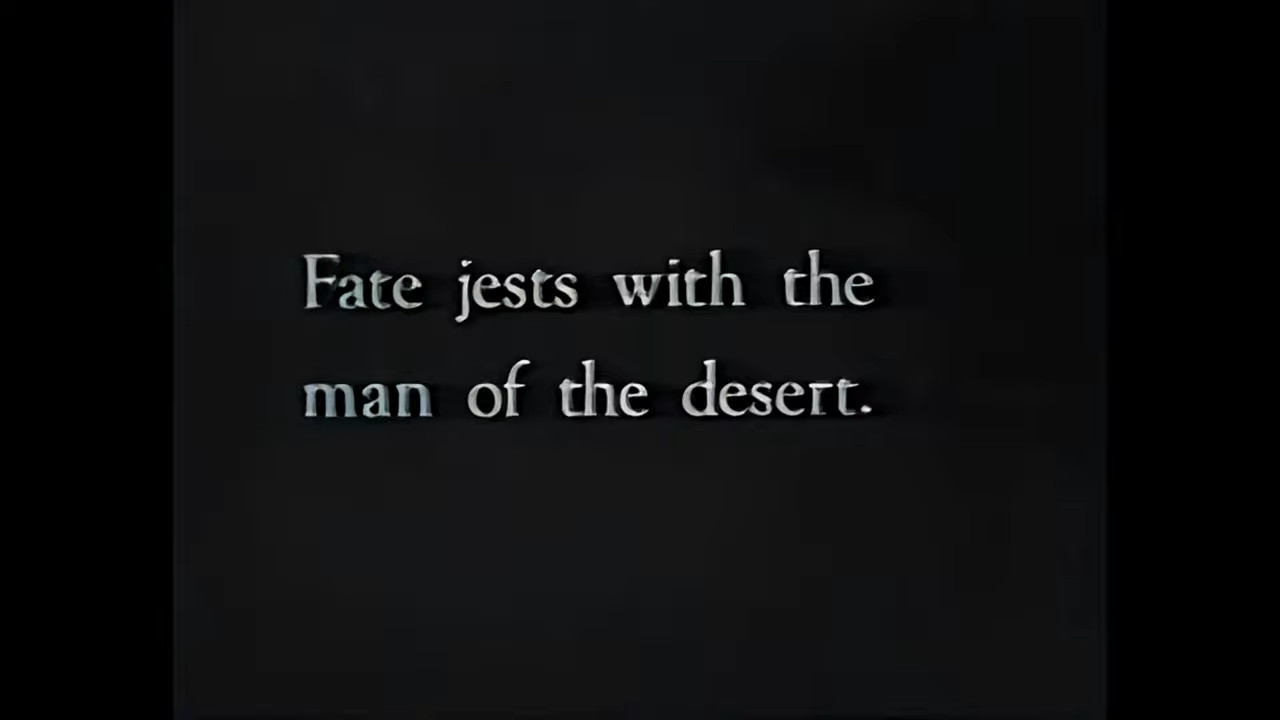 Fate jests with the
man of the desert.